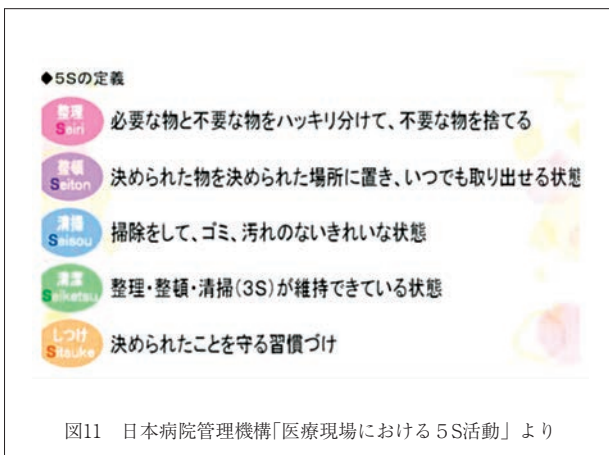 ◆5Sの定義
整理
Seiri
必要な物と不要な物をハッキリ分けて、不要な物を捨てる
整頓
Seiton
決められた物を決められた場所に置き、いつでも取り出せる状態
清掃
Seisou
掃除をして、ゴミ、汚れのないきれいな状態
清潔
Seiketsu
整理・整頓・清掃(3S)が維持できている状態
しつけ
Sitsuke
決められたことを守る習慣づけ
図11 日本病院管理機構「医療現場における5S活動」より